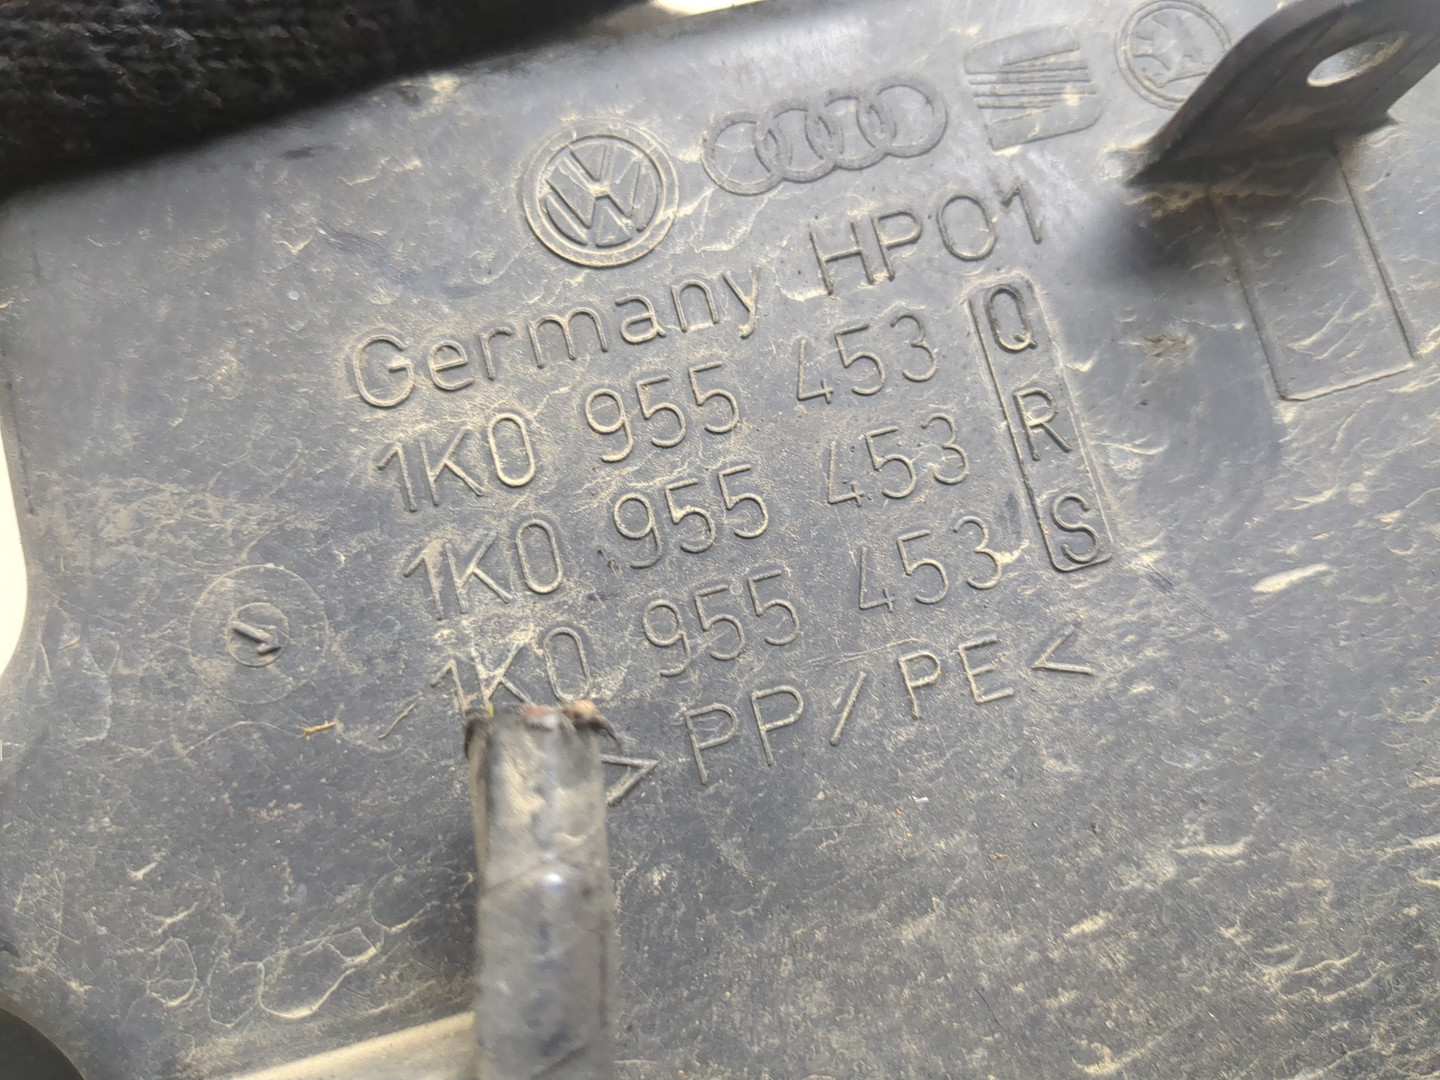 Germany HP01
1K0 955 453 Q
1K0 955 453 R
1K0 955 453 S
>PP/PE<